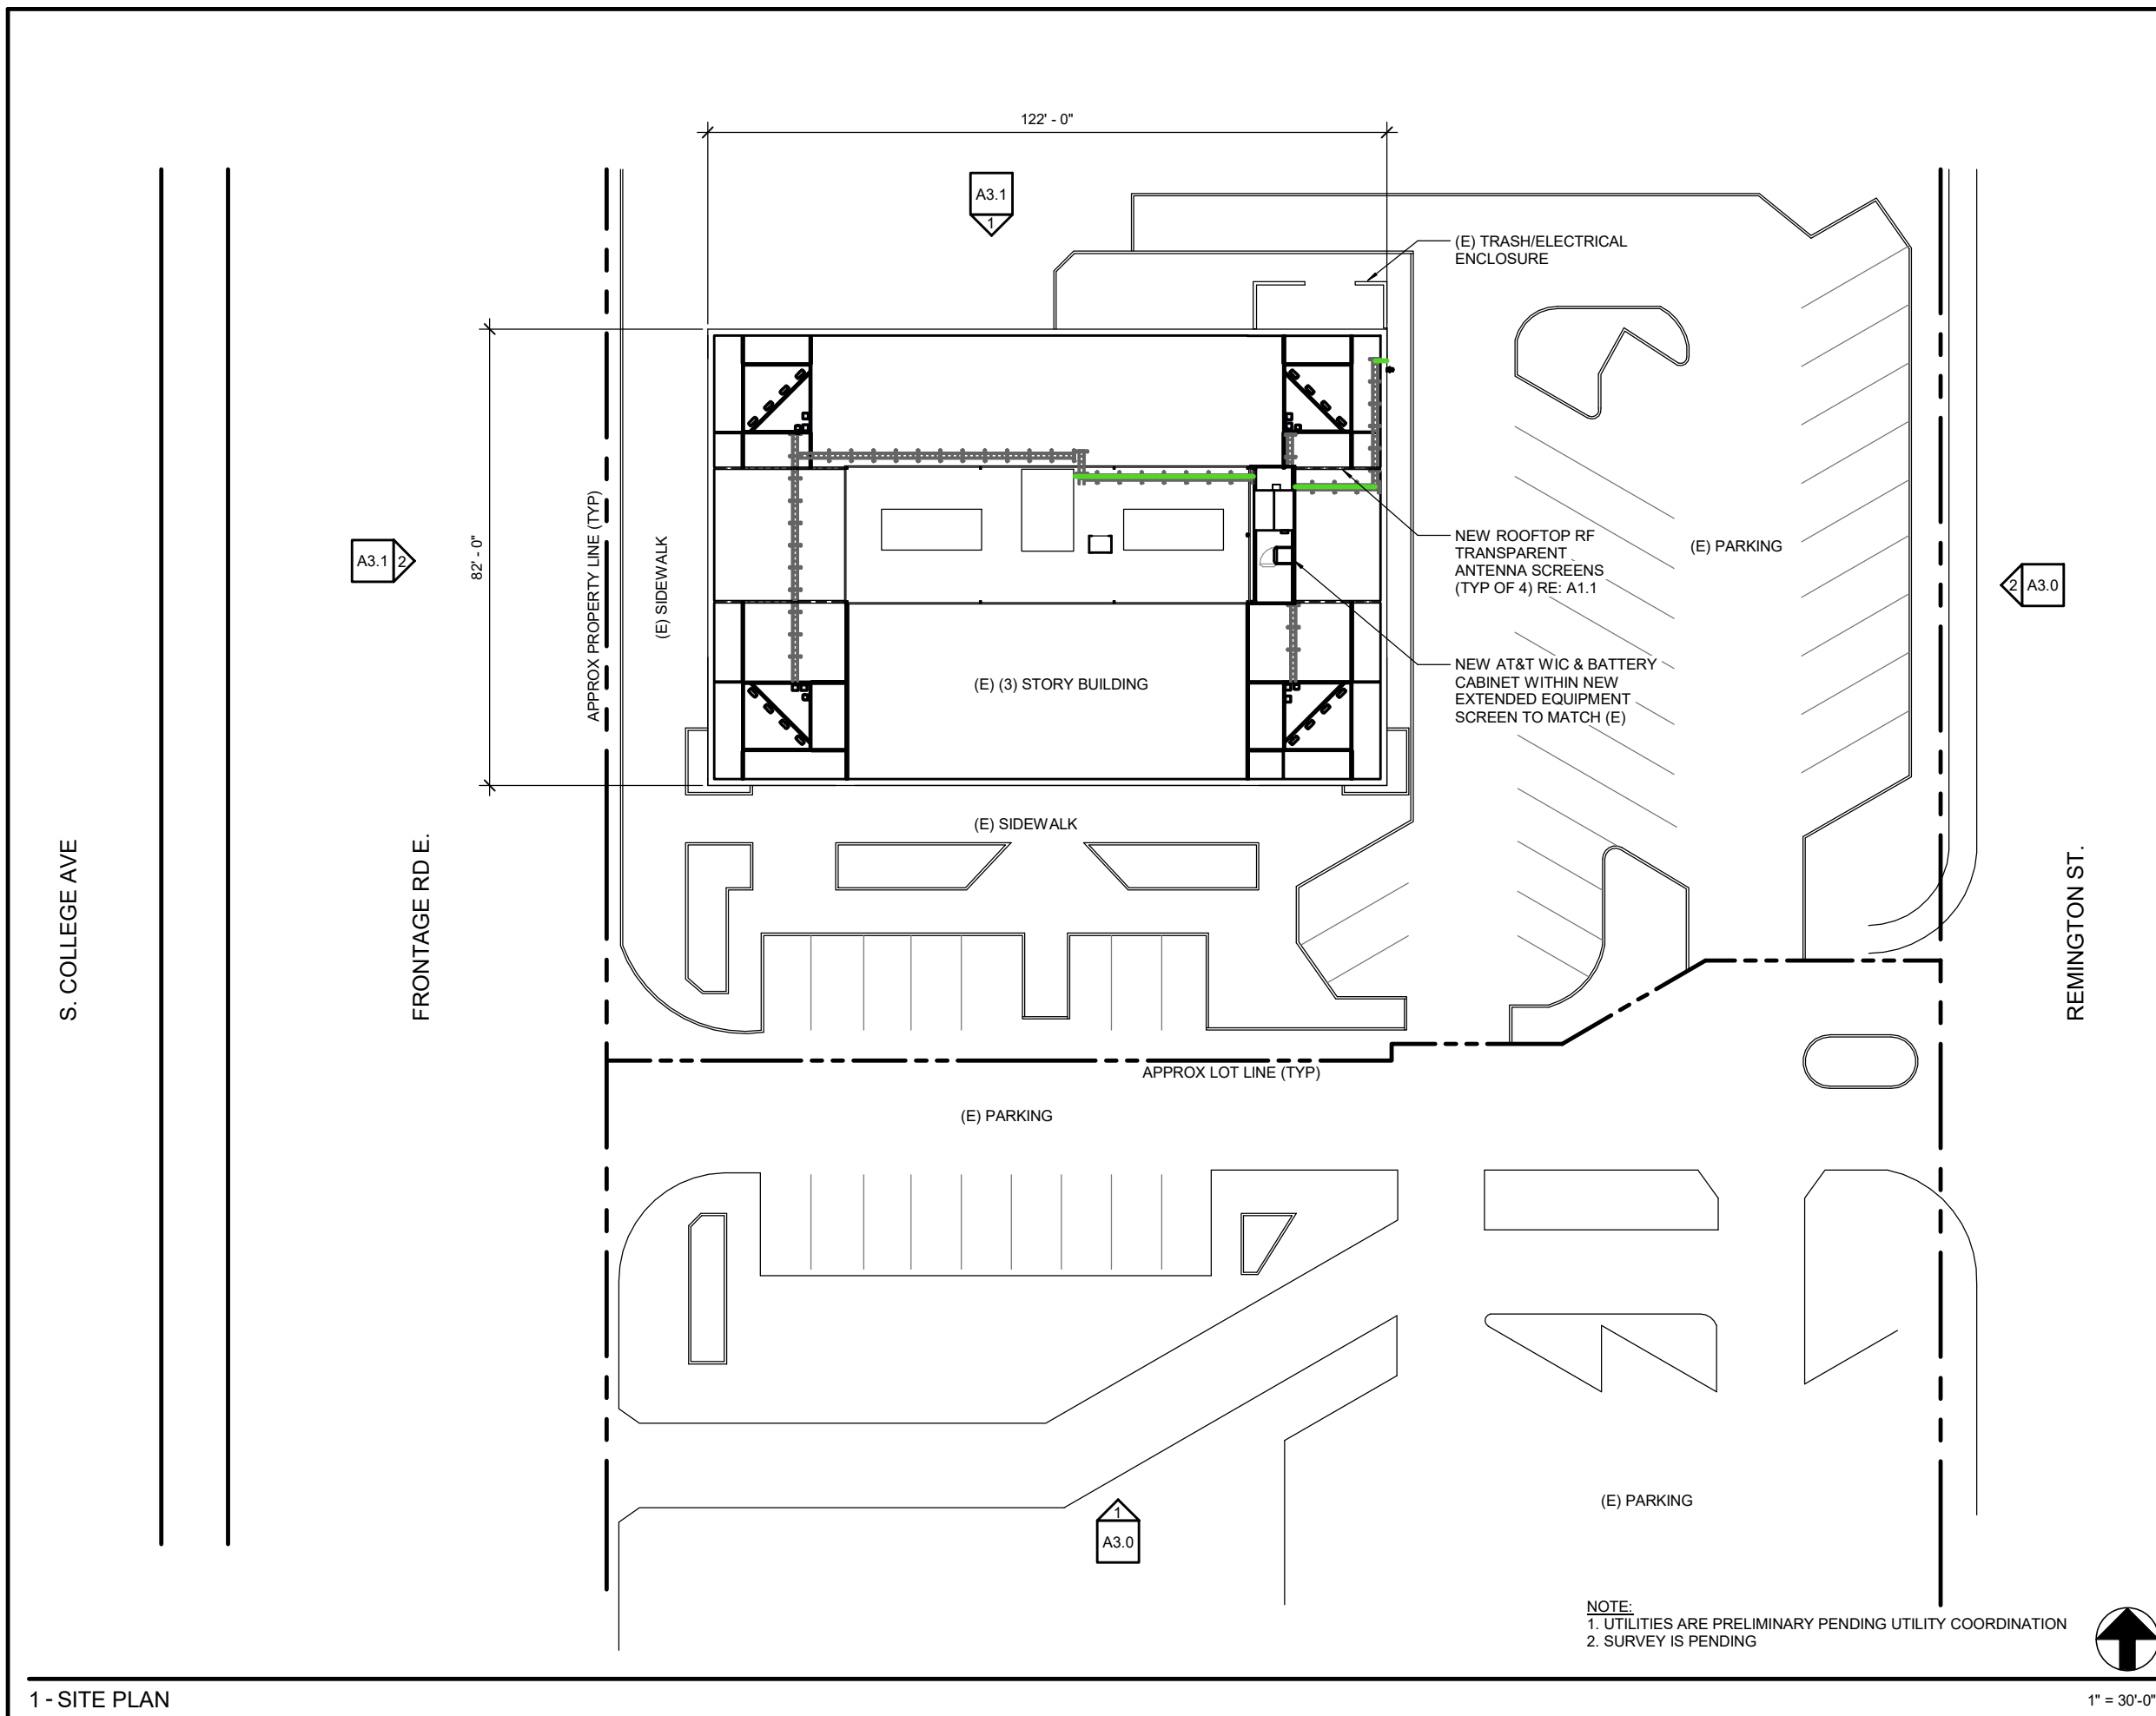 122' - 0"
A3.1
1
(E) TRASH/ELECTRICAL
ENCLOSURE
82' - 0"
APPROX PROPERTY LINE (TYP)
(E) SIDEWALK
A3.1
2
NEW ROOFTOP RF
TRANSPARENT
ANTENNA SCREENS
(TYP OF 4) RE: A1.1
(E) PARKING
2
A3.0
NEW AT&T WIC & BATTERY
CABINET WITHIN NEW
EXTENDED EQUIPMENT
SCREEN TO MATCH (E)
(E) (3) STORY BUILDING
(E) SIDEWALK
S. COLLEGE AVE
FRONTAGE RD E.
REMINGTON ST.
APPROX LOT LINE (TYP)
(E) PARKING
(E) PARKING
1
A3.0
NOTE:
1. UTILITIES ARE PRELIMINARY PENDING UTILITY COORDINATION
2. SURVEY IS PENDING
1 - SITE PLAN
1" = 30'-0"